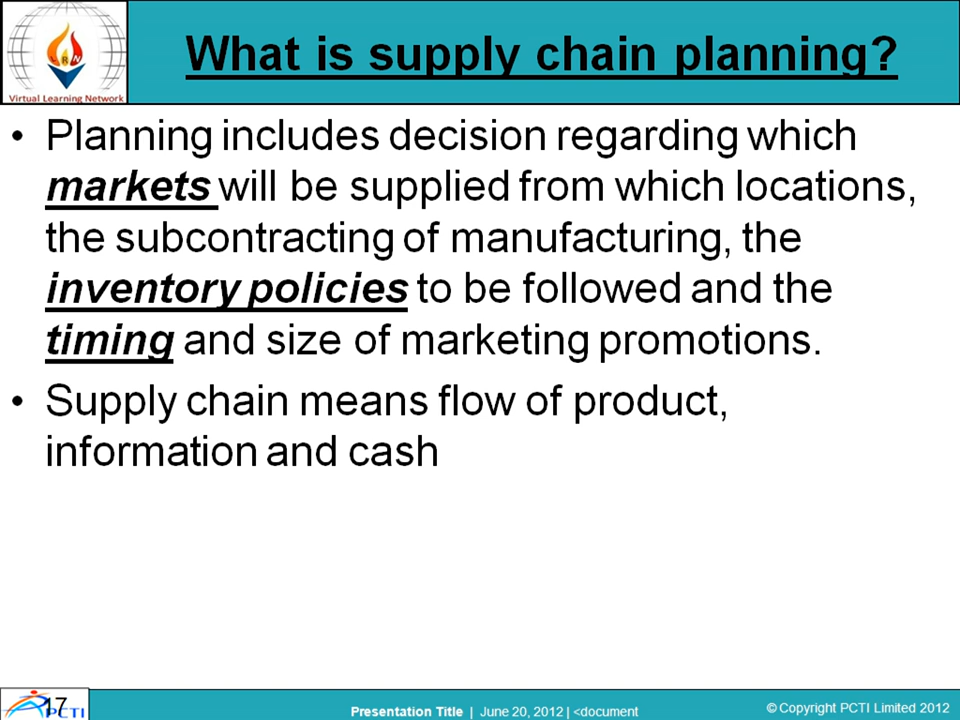 What is supply chain planning?
RN
Virtual Learning Network
• Planning includes decision regarding which
markets will be supplied from which locations,
the subcontracting of manufacturing, the
inventory policies to be followed and the
timing and size of marketing promotions.
• Supply chain means flow of product,
information and cash
17
PCTI
Presentation Title | June 20, 2012 | <document
© Copyright PCTI Limited 2012